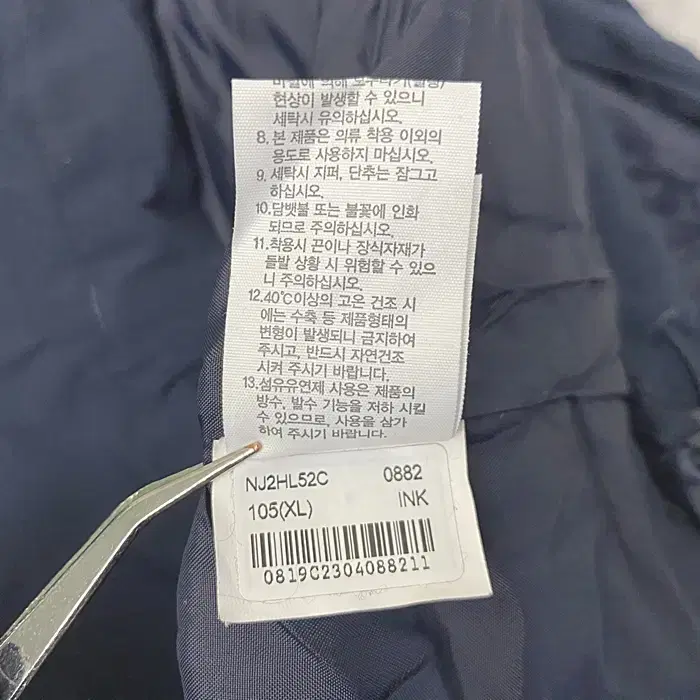 현상이 발생할 수 있으니
세탁시 유의하십시오.
8. 본 제품은 의류 착용 이외의
용도로 사용하지 마십시오.
9. 세탁시 지퍼, 단추는 잠그고
하십시오.
10.담뱃불 또는 불꽃에 인화
되므로 주의하십시오.
11.착용시 끈이나 장식자재가
돌발 상황 시 위험할 수 있으
니 주의하십시오.
12.40℃이상의 고온 건조 시
에는 수축 등 제품형태의
변형이 발생되니 금지하여
주시고, 반드시 자연건조
시켜 주시기 바랍니다.
13.섬유유연제 사용은 제품의
방수, 발수 기능을 저하 시킬
수 있으므로, 사용을 삼가
하여 주시기 바랍니다.
NJ2HL52C 0882
105(XL) INK
0819C2304088211